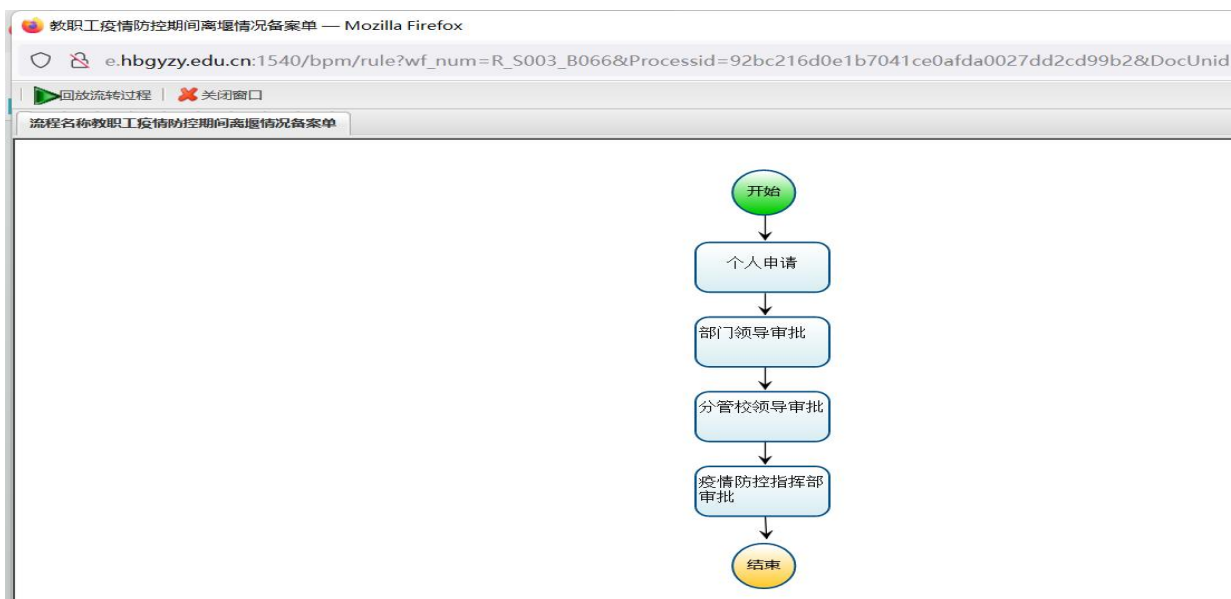 教职工疫情防控期间离堰情况备案单 — Mozilla Firefox
e.hbgyzy.edu.cn:1540/bpm/rule?wf_num=R_S003_B066&Processid=92bc216d0e1b7041ce0afda0027dd2cd99b2&DocUnid
回放流转过程 关闭窗口
流程名称教职工疫情防控期间离堰情况备案单
开始
个人申请
部门领导审批
分管校领导审批
疫情防控指挥部
审批
结束